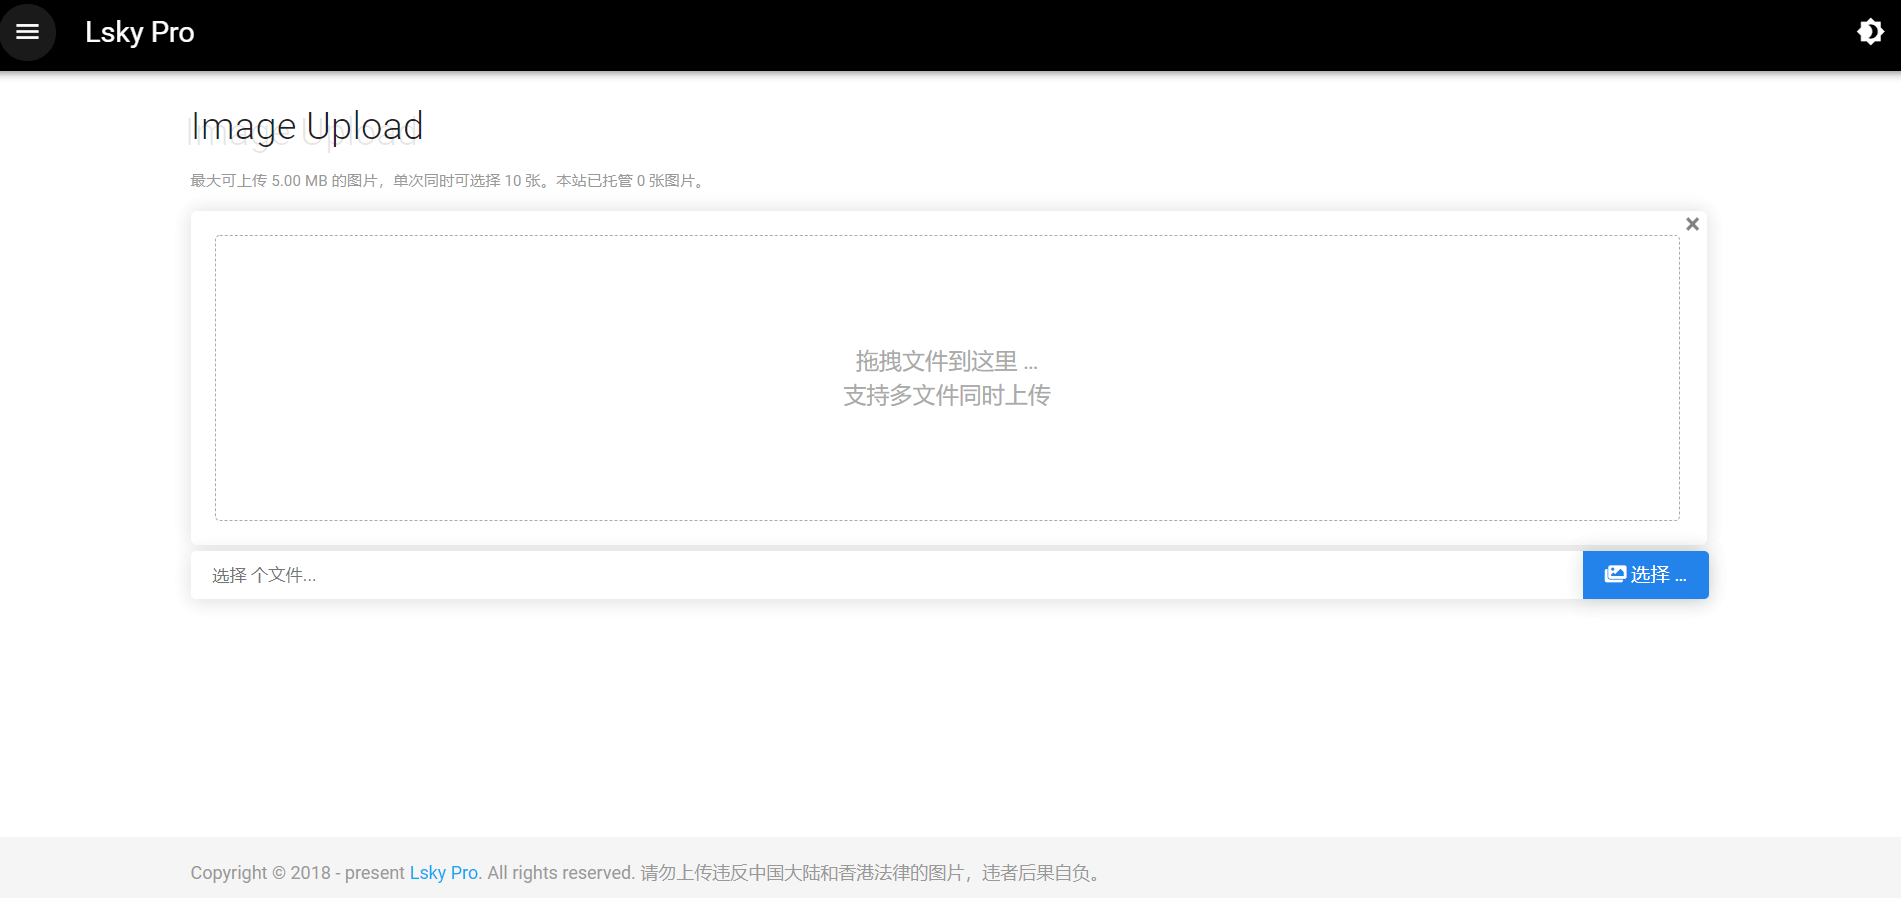 Lsky Pro
Image Upload
最大可上传 5.00 MB 的图片，单次同时可选择 10 张。本站已托管 0 张图片。
拖拽文件到这里 ...
支持多文件同时上传
选择 个文件...
选择 ...
Copyright © 2018 - present Lsky Pro. All rights reserved. 请勿上传违反中国大陆和香港法律的图片，违者后果自负。